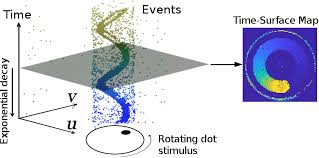 Time
Events
Time-Surface Map
Exponential decay
v
u
Rotating dot
stimulus